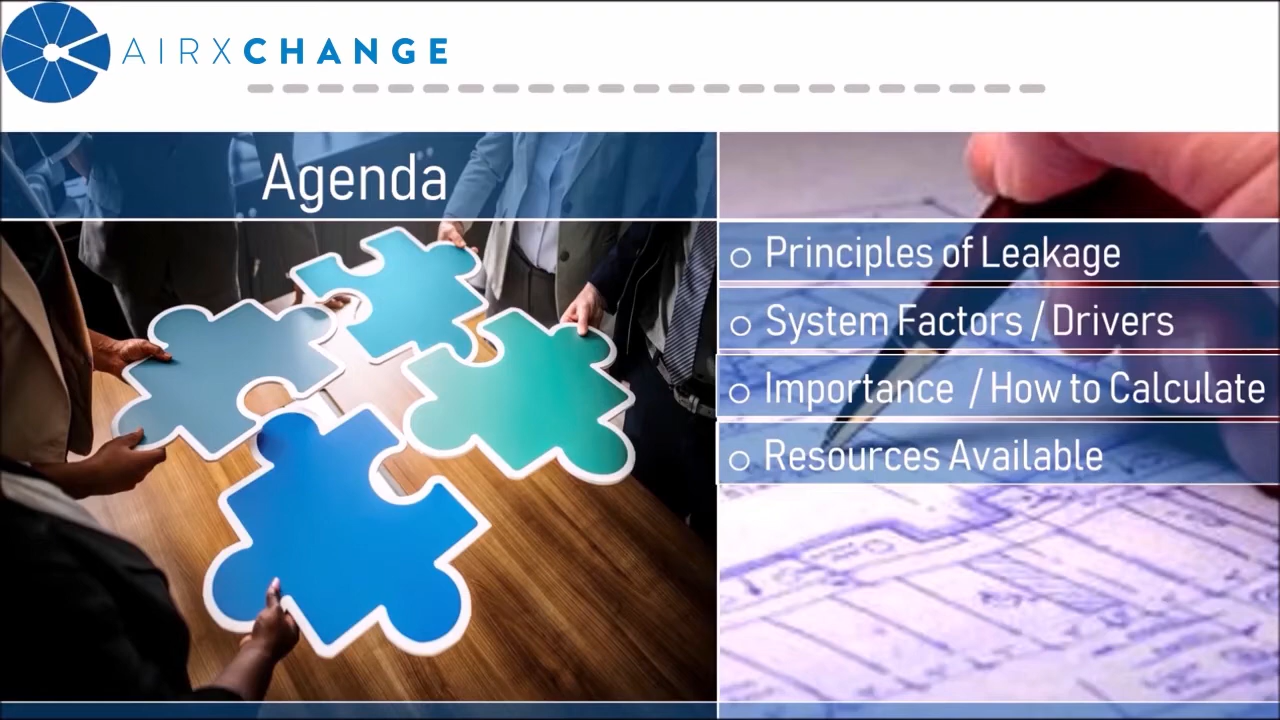 AIRXCHANGE
Agenda
Principles of Leakage
System Factors / Drivers
Importance / How to Calculate
Resources Available